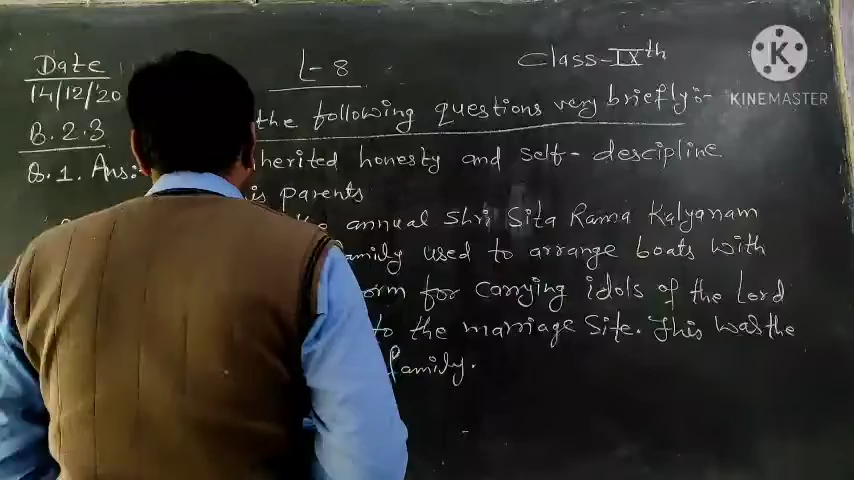 Date L-8 Class-IXth
14/12/20
B.2.3 the following questions very briefly:-
Q.1. Ans: herited honesty and self-descipline
is parents
annual Shri Sita Rama Kalyanam
family used to arrange boats with
orm for carrying idols of the Lord
to the marriage Site. This was the
family.
K
KINEMASTER